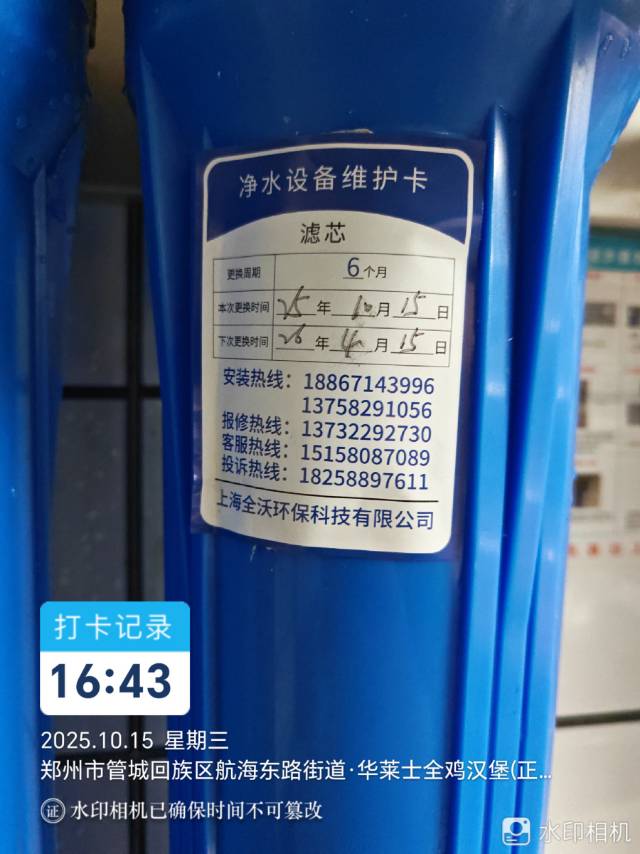 净水设备维护卡
滤芯
更换周期 6个月
本次更换时间 25年10月15日
下次更换时间 26年4月15日
安装热线：18867143996
13758291056
报修热线：13732292730
客服热线：15158087089
投诉热线：18258897611
上海全沃环保科技有限公司
打卡记录
16:43
2025.10.15 星期三
郑州市管城回族区航海东路街道·华莱士全鸡汉堡(正...
证 水印相机已确保时间不可篡改
水印相机